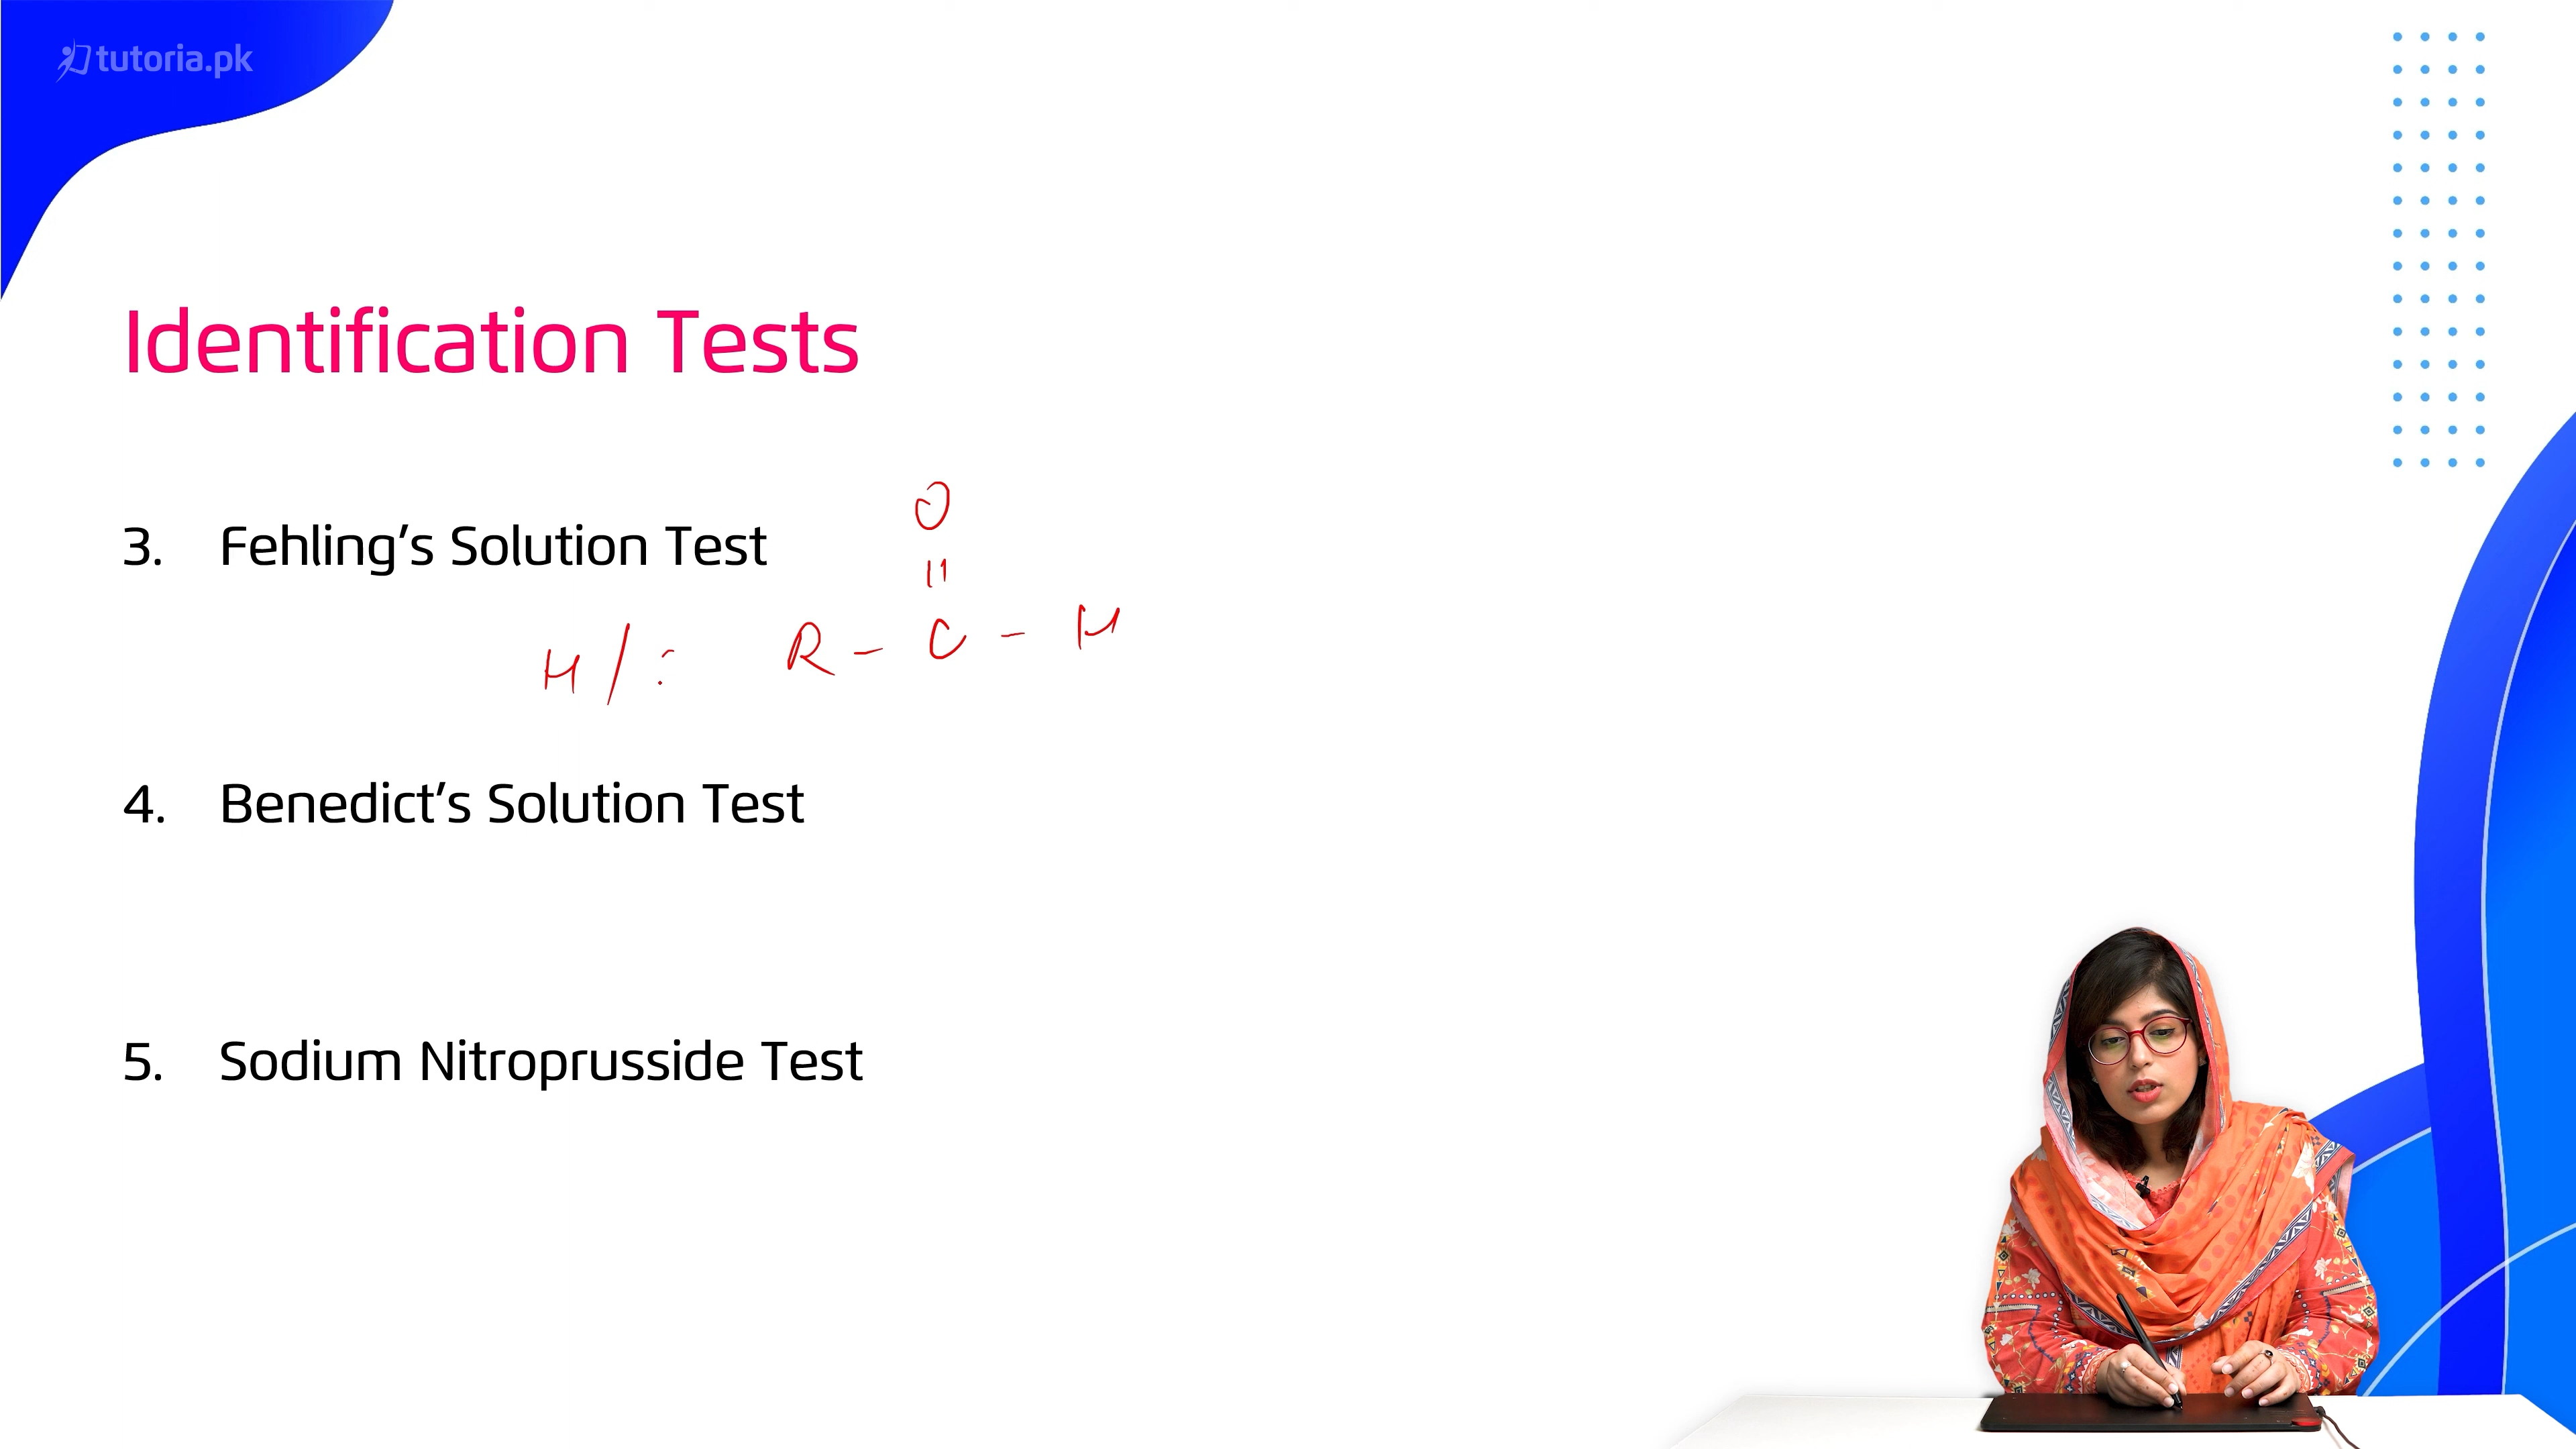 tutoria.pk
Identification Tests
3. Fehling's Solution Test
O
||
H/: R - C - H
4. Benedict's Solution Test
5. Sodium Nitroprusside Test